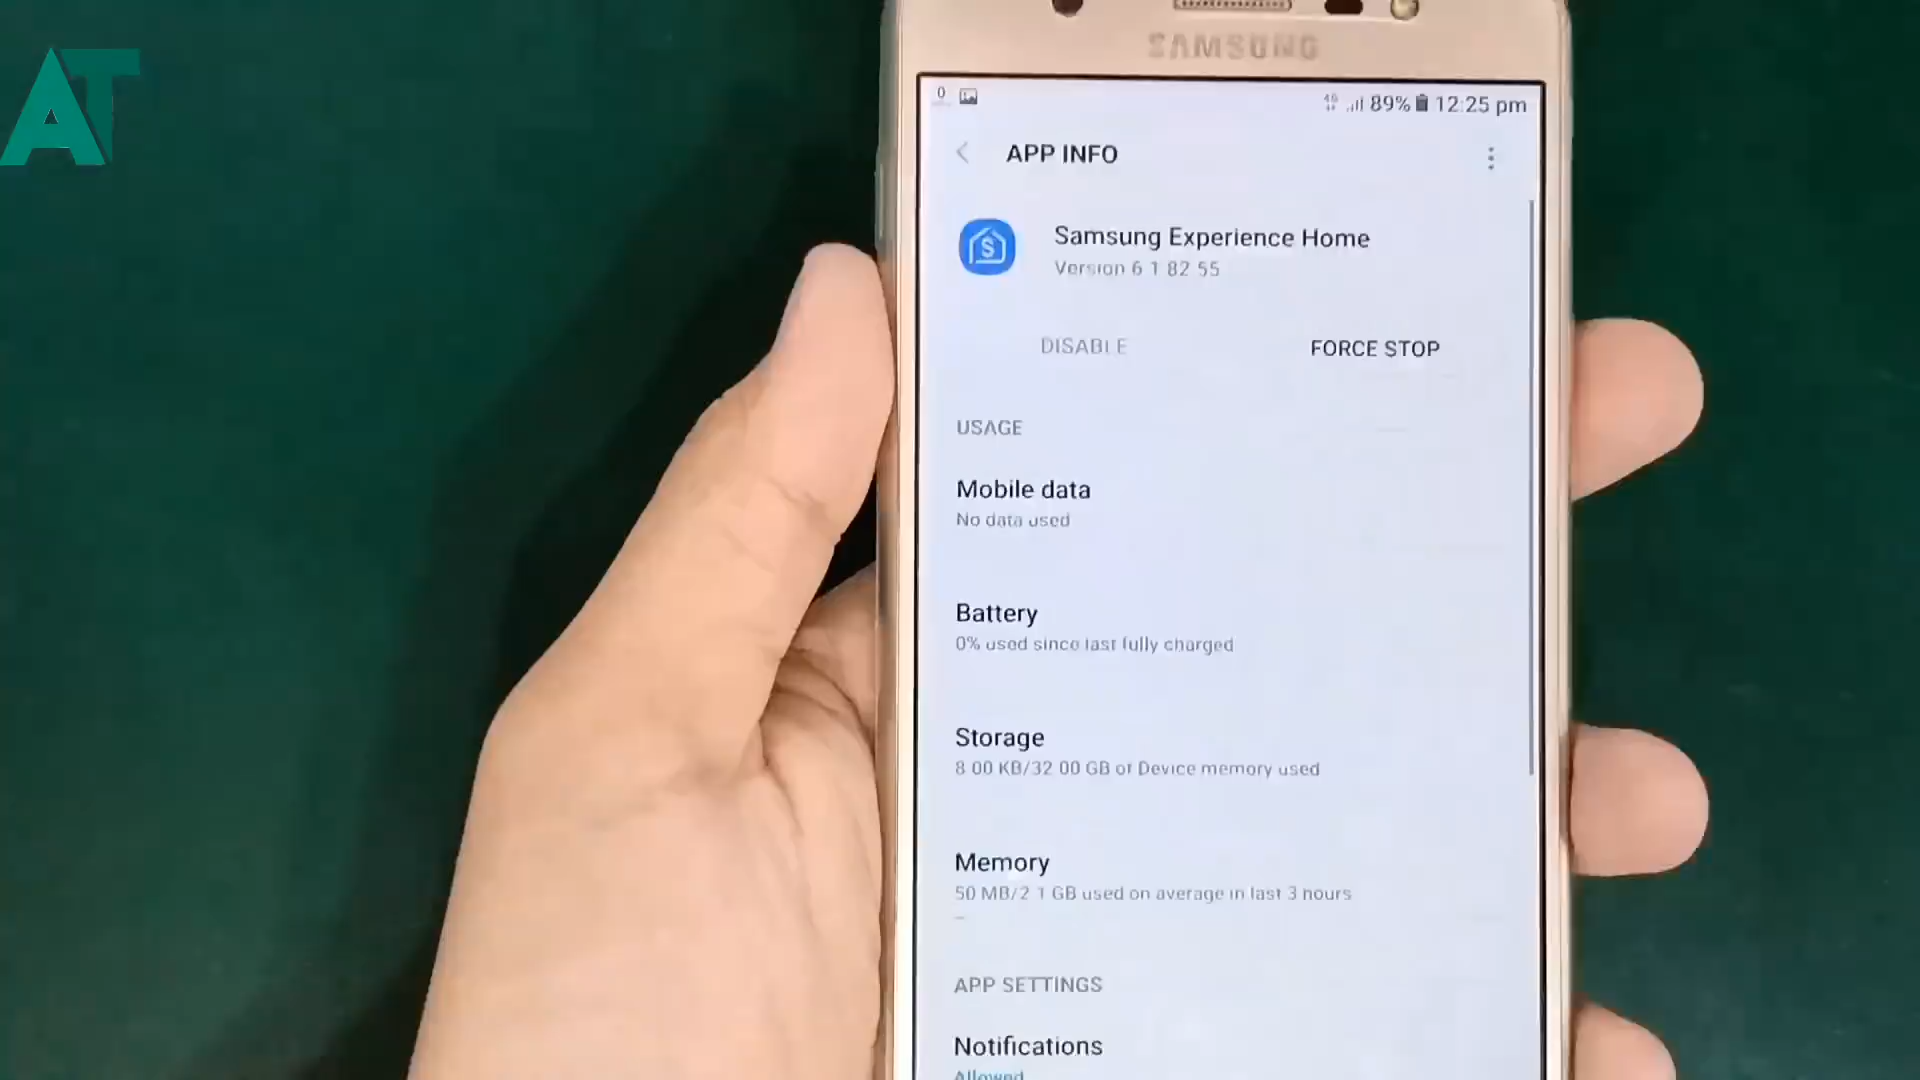 AT
SAMSUNG
0
4G 89% 12:25 pm
APP INFO
Samsung Experience Home
Version 6 1 82 55
DISABLE FORCE STOP
USAGE
Mobile data
No data used
Battery
0% used since last fully charged
Storage
8 00 KB/32 00 GB of Device memory used
Memory
50 MB/2 1 GB used on average in last 3 hours
APP SETTINGS
Notifications
Allowed